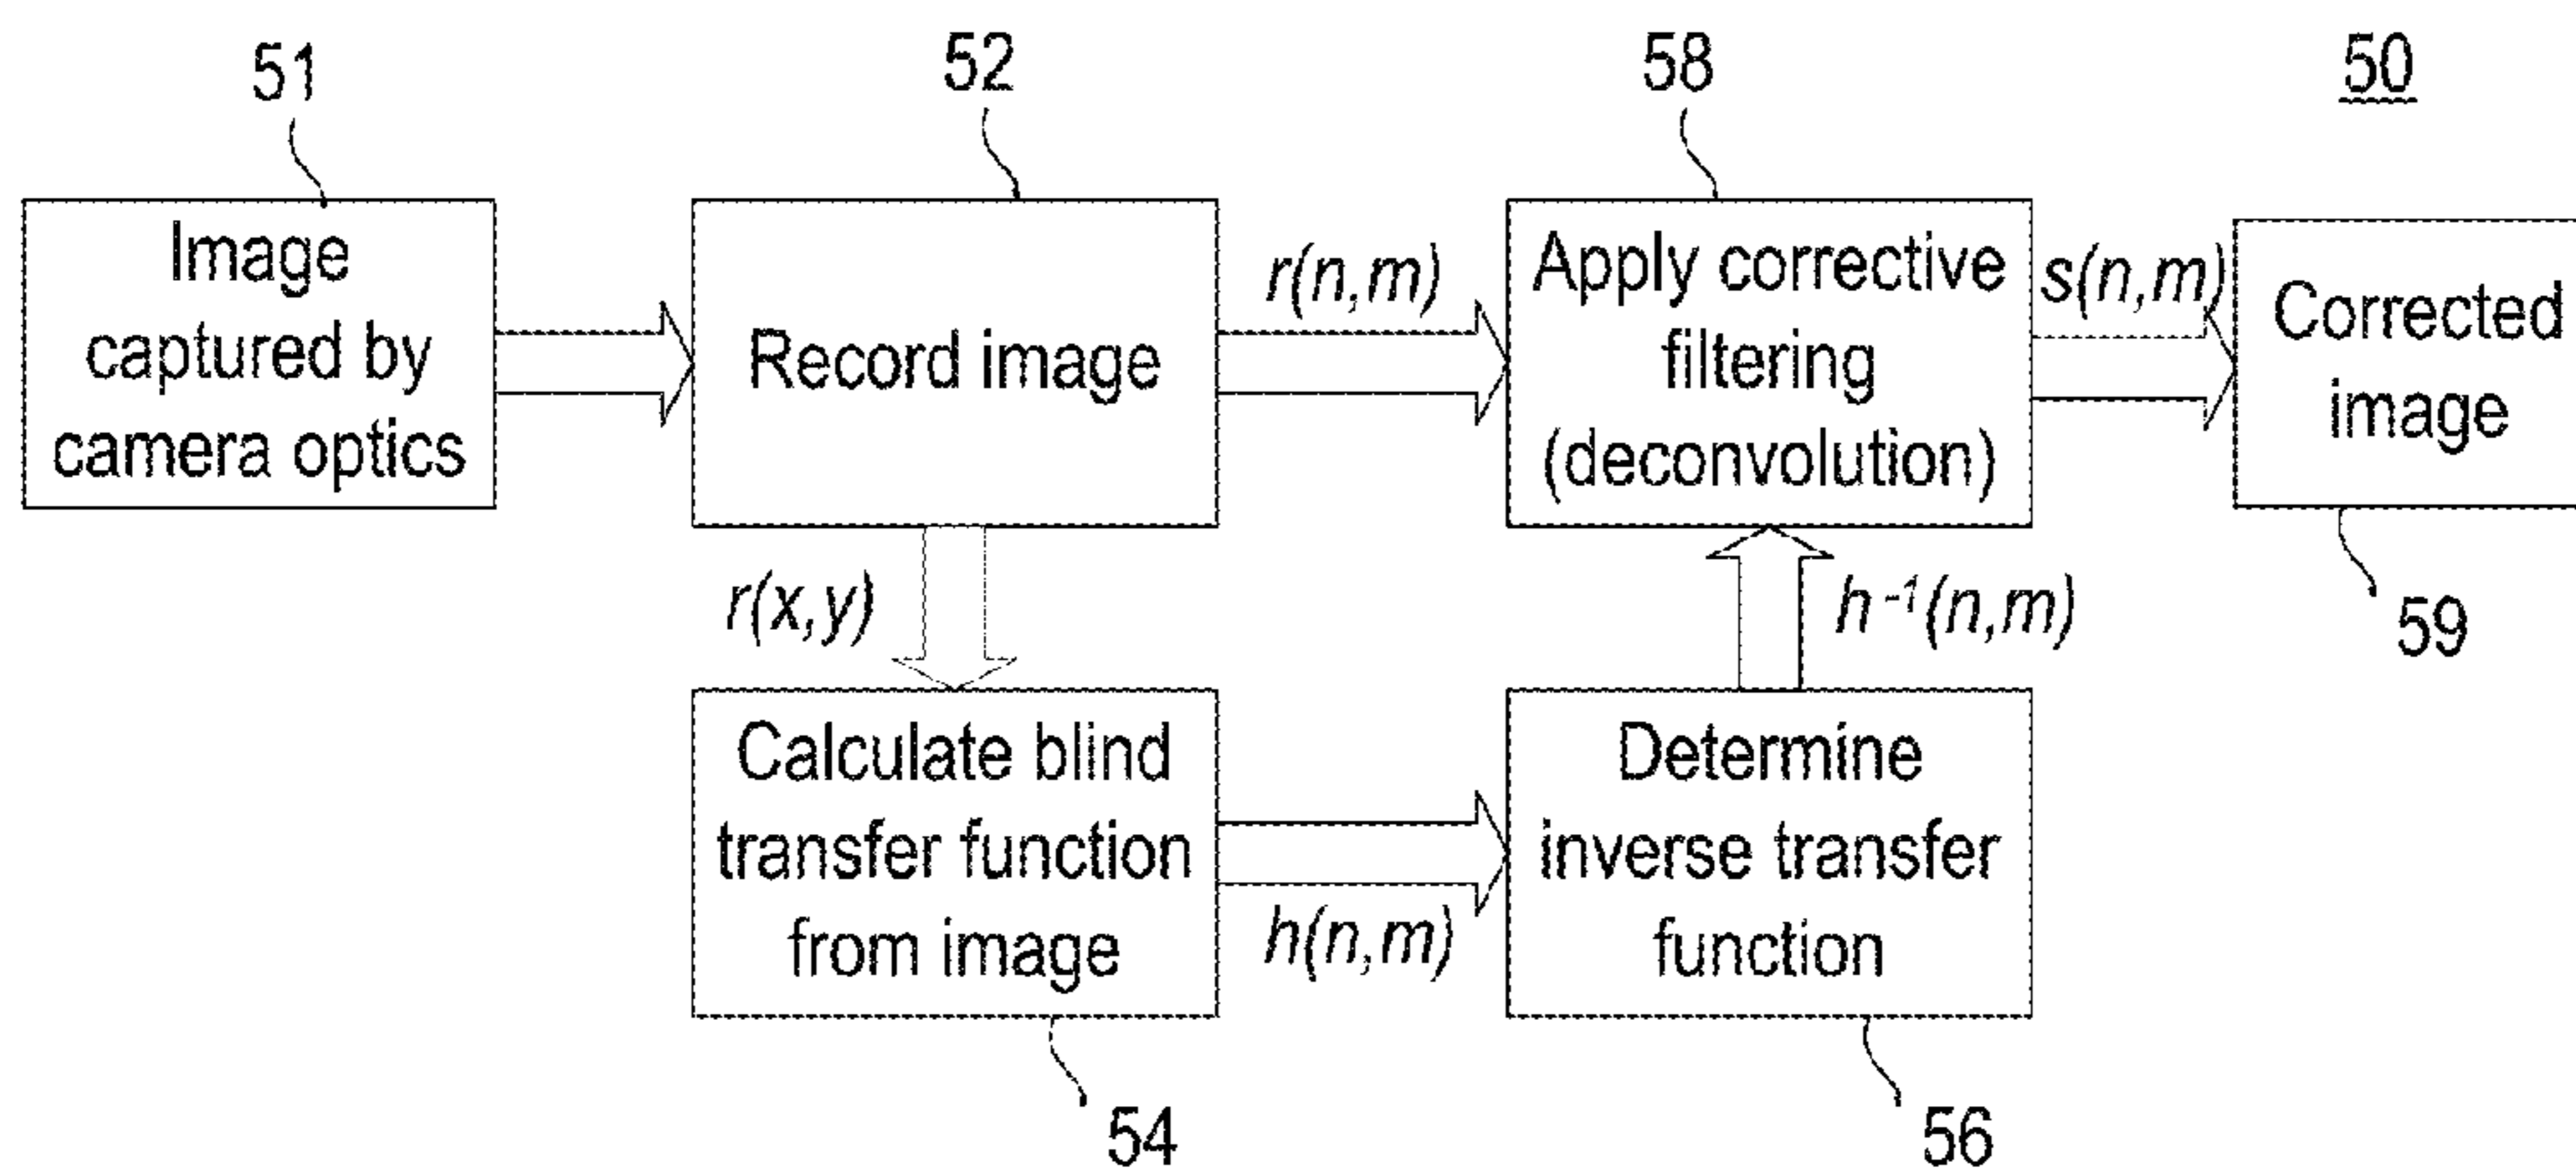 51
52
58
50
Image
captured by
camera optics
Record image
r(n,m)
Apply corrective
filtering
(deconvolution)
s(n,m)
Corrected
image
59
r(x,y)
h⁻¹(n,m)
Calculate blind
transfer function
from image
h(n,m)
Determine
inverse transfer
function
54
56